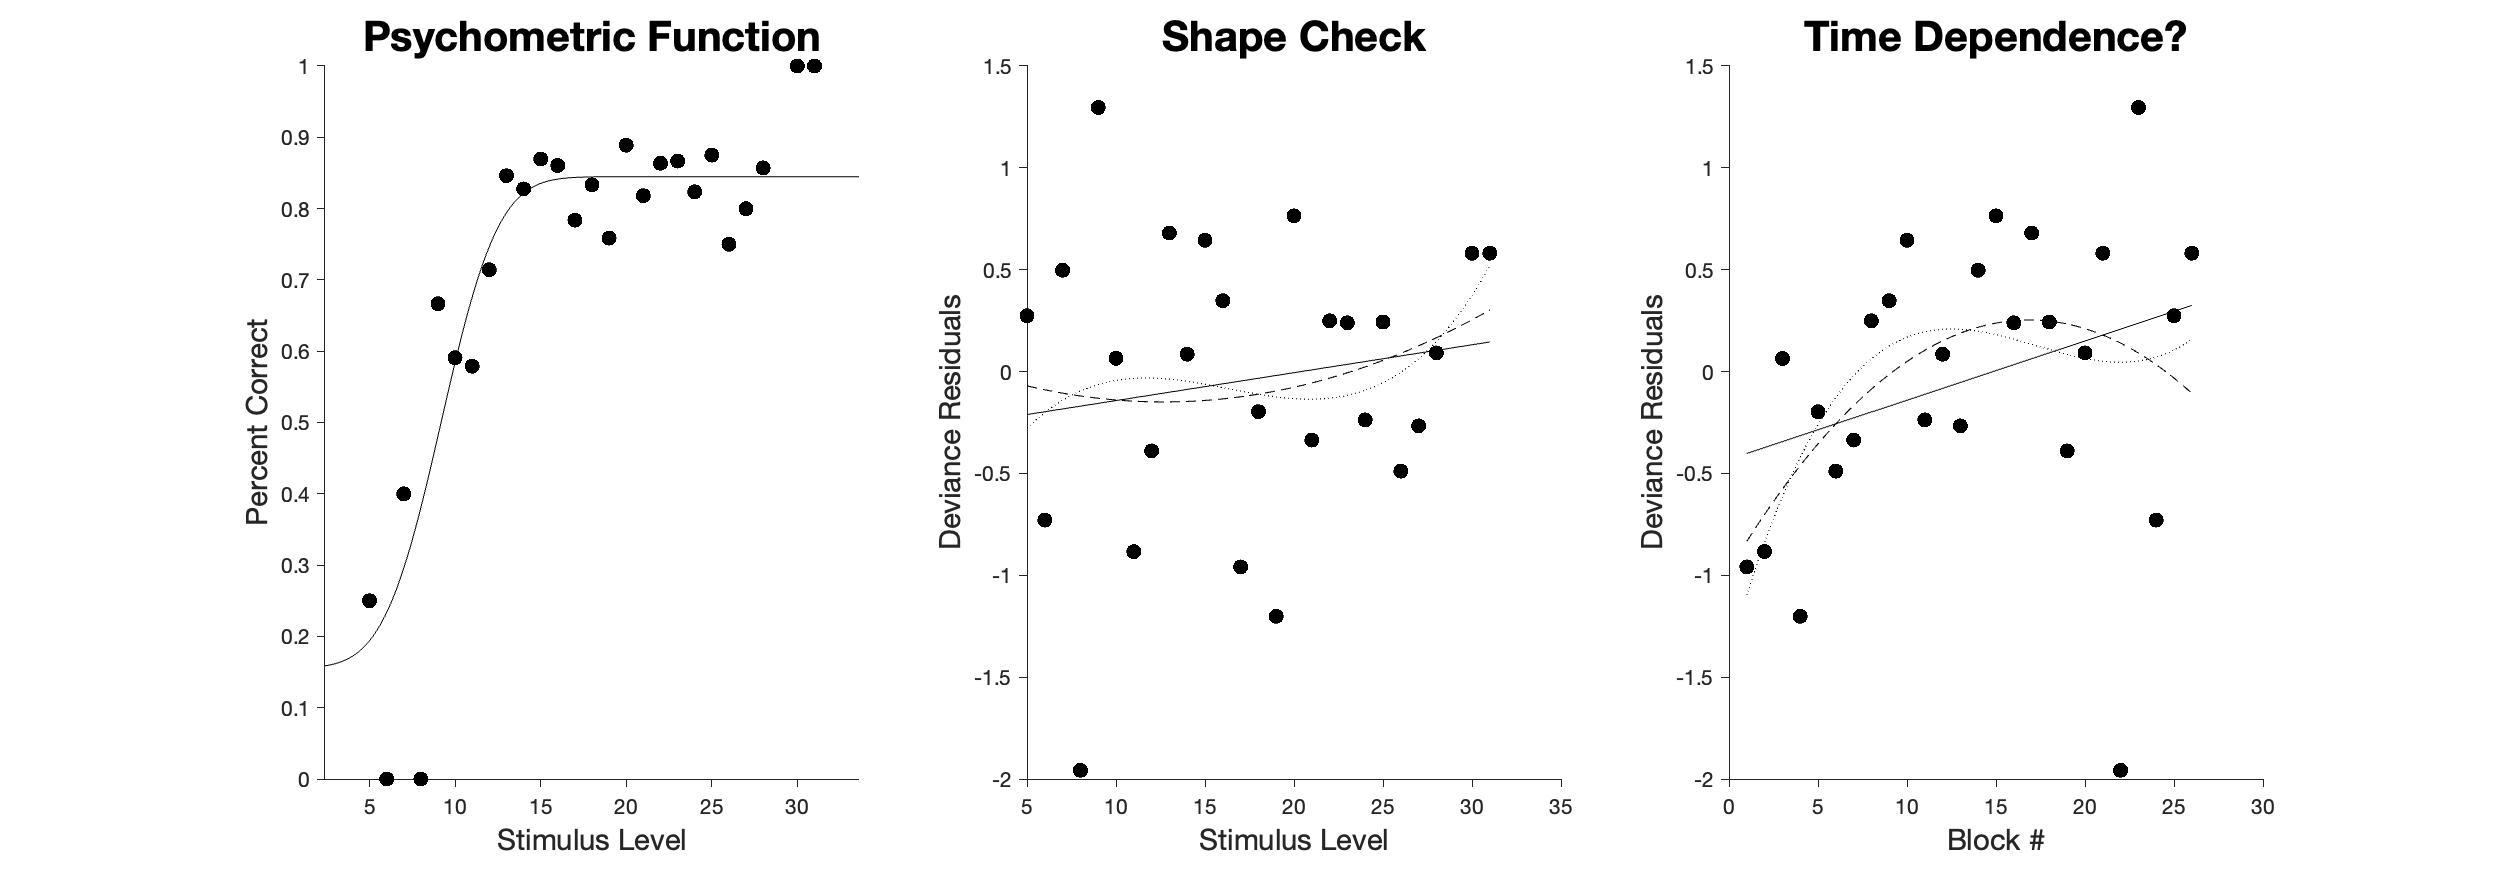 Psychometric Function
1
0.9
0.8
0.7
0.6
0.5
0.4
0.3
0.2
0.1
0
Percent Correct
5 10 15 20 25 30
Stimulus Level
Shape Check
1.5
1
0.5
0
-0.5
-1
-1.5
-2
Deviance Residuals
5 10 15 20 25 30 35
Stimulus Level
Time Dependence?
1.5
1
0.5
0
-0.5
-1
-1.5
-2
Deviance Residuals
0 5 10 15 20 25 30
Block #